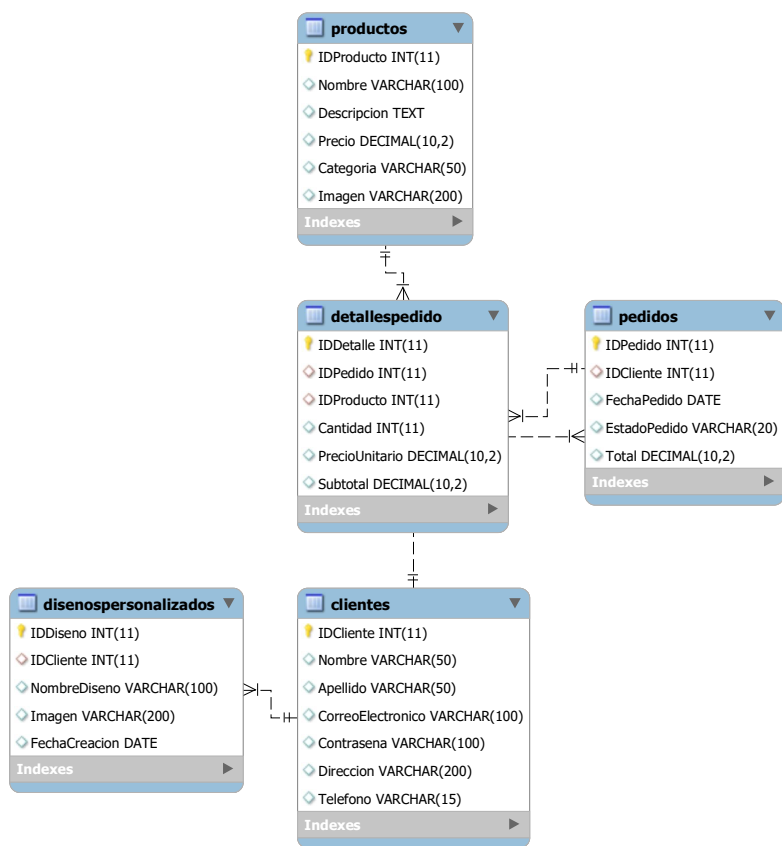 productos
IDProducto INT(11)
Nombre VARCHAR(100)
Descripcion TEXT
Precio DECIMAL(10,2)
Categoria VARCHAR(50)
Imagen VARCHAR(200)
Indexes
detallespedido
IDDetalle INT(11)
IDPedido INT(11)
IDProducto INT(11)
Cantidad INT(11)
PrecioUnitario DECIMAL(10,2)
Subtotal DECIMAL(10,2)
Indexes
pedidos
IDPedido INT(11)
IDCliente INT(11)
FechaPedido DATE
EstadoPedido VARCHAR(20)
Total DECIMAL(10,2)
Indexes
disenospersonalizados
IDDiseno INT(11)
IDCliente INT(11)
NombreDiseno VARCHAR(100)
Imagen VARCHAR(200)
FechaCreacion DATE
Indexes
clientes
IDCliente INT(11)
Nombre VARCHAR(50)
Apellido VARCHAR(50)
CorreoElectronico VARCHAR(100)
Contrasena VARCHAR(100)
Direccion VARCHAR(200)
Telefono VARCHAR(15)
Indexes